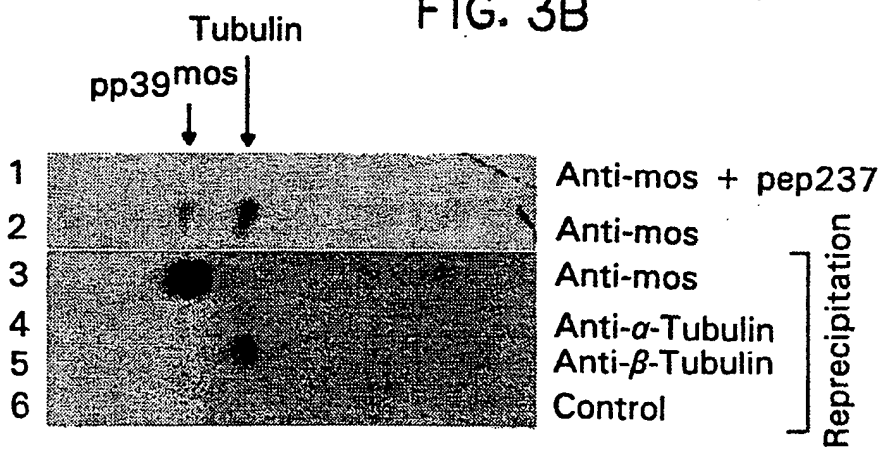 FIG. 3B
Tubulin
pp39mos
1 Anti-mos + pep237
2 Anti-mos
3 Anti-mos
4 Anti-α-Tubulin
5 Anti-β-Tubulin
6 Control
Reprecipitation